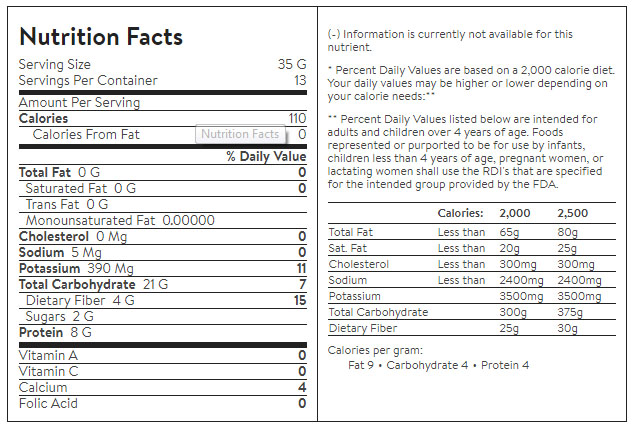 Nutrition Facts
Serving Size 35 G
Servings Per Container 13
Amount Per Serving
Calories 110
Calories From Fat 0
Nutrition Facts
% Daily Value
Total Fat 0 G 0
Saturated Fat 0 G 0
Trans Fat 0 G
Monounsaturated Fat 0.00000
Cholesterol 0 Mg 0
Sodium 5 Mg 0
Potassium 390 Mg 11
Total Carbohydrate 21 G 7
Dietary Fiber 4 G 15
Sugars 2 G
Protein 8 G
Vitamin A 0
Vitamin C 0
Calcium 4
Folic Acid 0
(-) Information is currently not available for this
nutrient.
* Percent Daily Values are based on a 2,000 calorie diet.
Your daily values may be higher or lower depending on
your calorie needs:**
** Percent Daily Values listed below are intended for
adults and children over 4 years of age. Foods
represented or purported to be for use by infants,
children less than 4 years of age, pregnant women, or
lactating women shall use the RDI's that are specified
for the intended group provided by the FDA.
Calories: 2,000 2,500
Total Fat Less than 65g 80g
Sat. Fat Less than 20g 25g
Cholesterol Less than 300mg 300mg
Sodium Less than 2400mg 2400mg
Potassium 3500mg 3500mg
Total Carbohydrate 300g 375g
Dietary Fiber 25g 30g
Calories per gram:
Fat 9 • Carbohydrate 4 • Protein 4